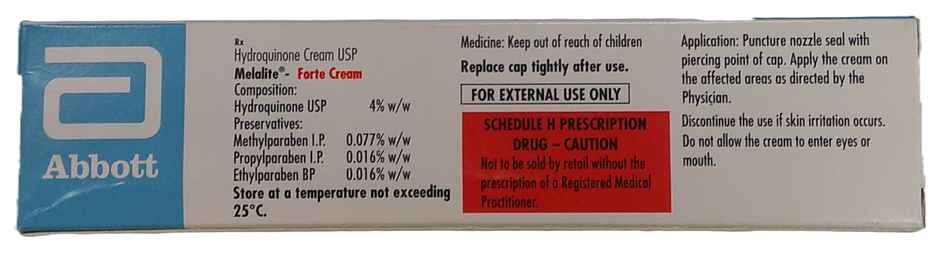 Abbott
Rx
Hydroquinone Cream USP
Melalite®- Forte Cream
Composition:
Hydroquinone USP 4% w/w
Preservatives:
Methylparaben I.P. 0.077% w/w
Propylparaben I.P. 0.016% w/w
Ethylparaben BP 0.016% w/w
Store at a temperature not exceeding
25°C.
Medicine: Keep out of reach of children
Replace cap tightly after use.
FOR EXTERNAL USE ONLY
SCHEDULE H PRESCRIPTION
DRUG – CAUTION
Not to be sold by retail without the
prescription of a Registered Medical
Practitioner.
Application: Puncture nozzle seal with
piercing point of cap. Apply the cream on
the affected areas as directed by the
Physician.
Discontinue the use if skin irritation occurs.
Do not allow the cream to enter eyes or
mouth.